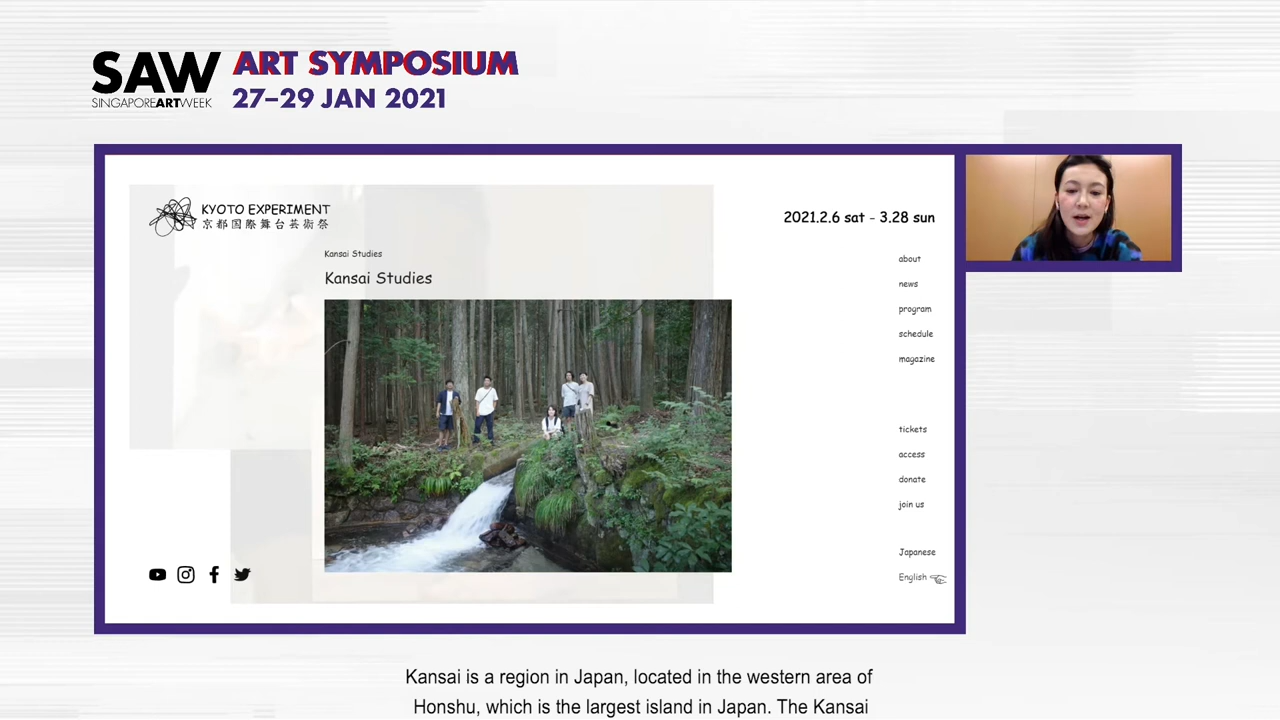 SAW
SINGAPOREARTWEEK
ART SYMPOSIUM
27–29 JAN 2021
KYOTO EXPERIMENT
京都国際舞台芸術祭
2021.2.6 sat - 3.28 sun
Kansai Studies
Kansai Studies
about
news
program
schedule
magazine
tickets
access
donate
join us
Japanese
English
Kansai is a region in Japan, located in the western area of
Honshu, which is the largest island in Japan. The Kansai